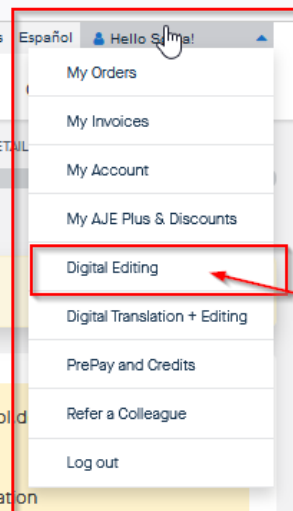 Español Hello
My Orders
My Invoices
My Account
My AJE Plus & Discounts
Digital Editing
Digital Translation + Editing
PrePay and Credits
Refer a Colleague
Log out